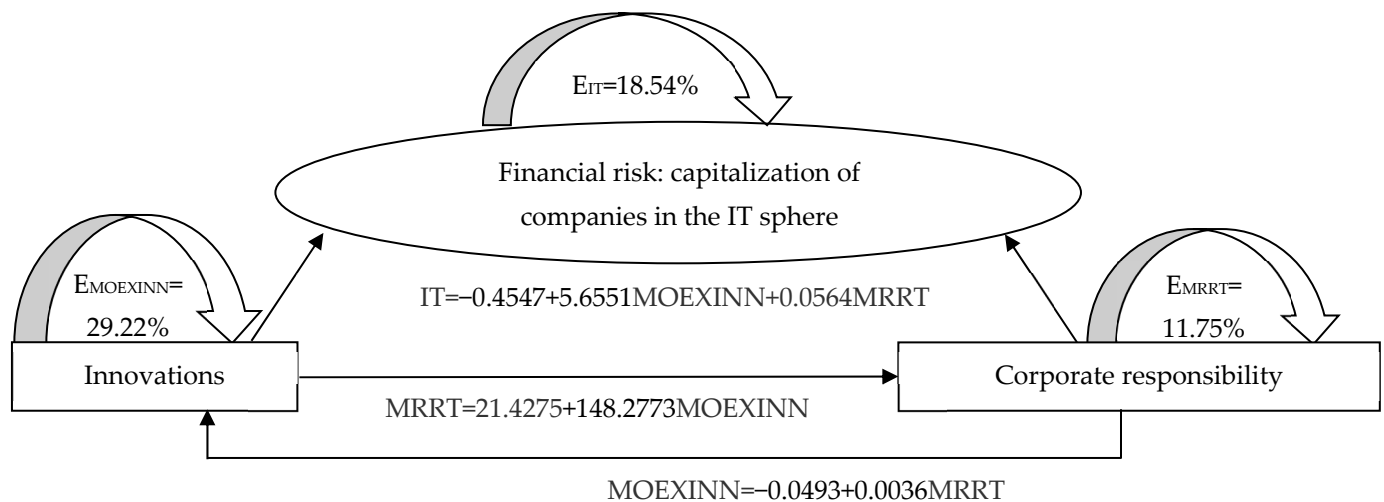 EIT=18.54%
Financial risk: capitalization of
companies in the IT sphere
EMOEXINN=
29.22%
EMRRT=
11.75%
IT=−0.4547+5.6551MOEXINN+0.0564MRRT
Innovations
Corporate responsibility
MRRT=21.4275+148.2773MOEXINN
MOEXINN=−0.0493+0.0036MRRT